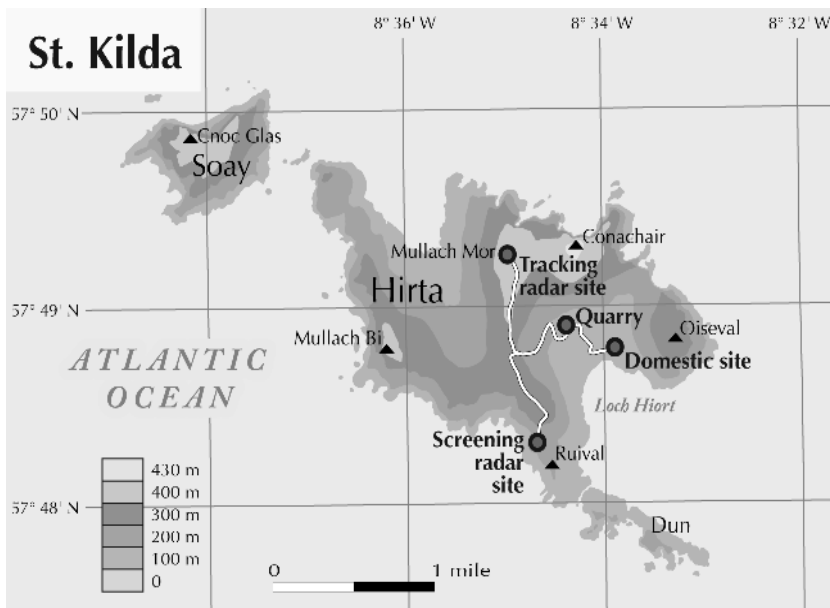 St. Kilda
8° 36' W
8° 34' W
8° 32' W
57° 50' N
Cnoc Glas
Soay
Mullach Mor
Conachair
Tracking
radar site
Hirta
57° 49' N
Quarry
Mullach Bi
Oiseval
Domestic site
ATLANTIC
OCEAN
Loch Hiort
Screening
radar
site
Ruival
430 m
400 m
300 m
200 m
100 m
0
57° 48' N
Dun
0
1 mile